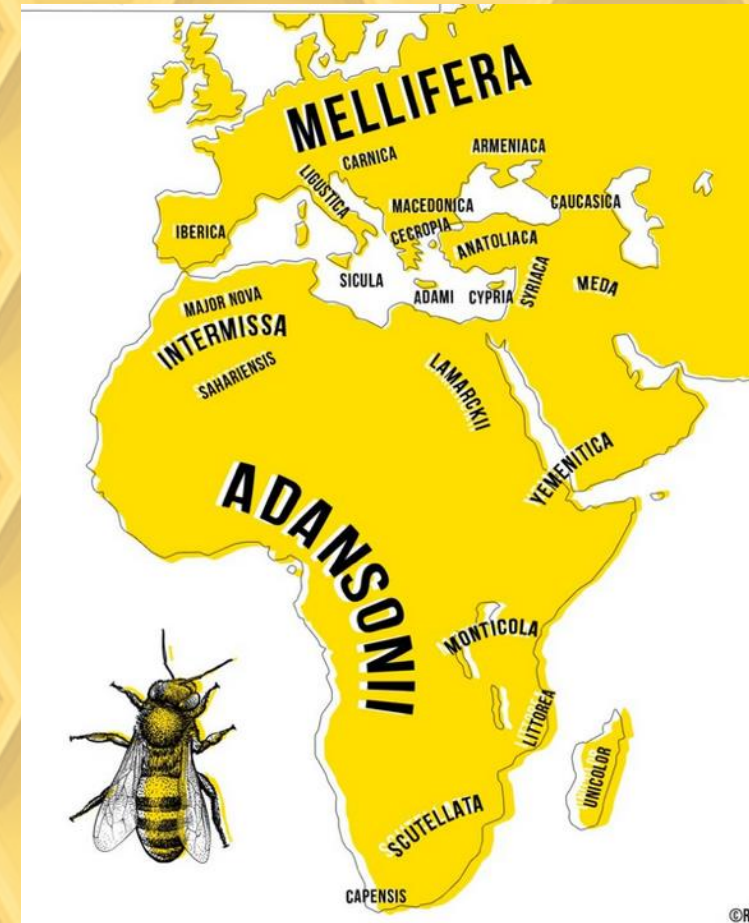 MELLIFERA
CARNICA
ARMENIACA
LIGUSTICA
MACEDONICA
CAUCASICA
IBERICA
CECROPIA
ANATOLIACA
SICULA
ADAMI
CYPRIA
SYRIACA
MEDA
MAJOR NOVA
INTERMISSA
SAHARIENSIS
LAMARCKII
YEMENITICA
ADANSONII
MONTICOLA
LITTOREA
UNICOLOR
SCUTELLATA
CAPENSIS